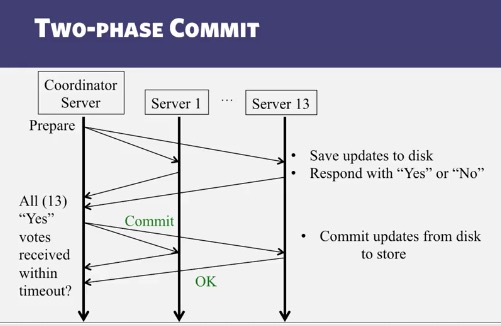 TWO-PHASE COMMIT
Coordinator
Server
Server 1
...
Server 13
Prepare
• Save updates to disk
• Respond with “Yes” or “No”
All (13)
“Yes”
votes
received
within
timeout?
Commit
• Commit updates from disk
to store
OK